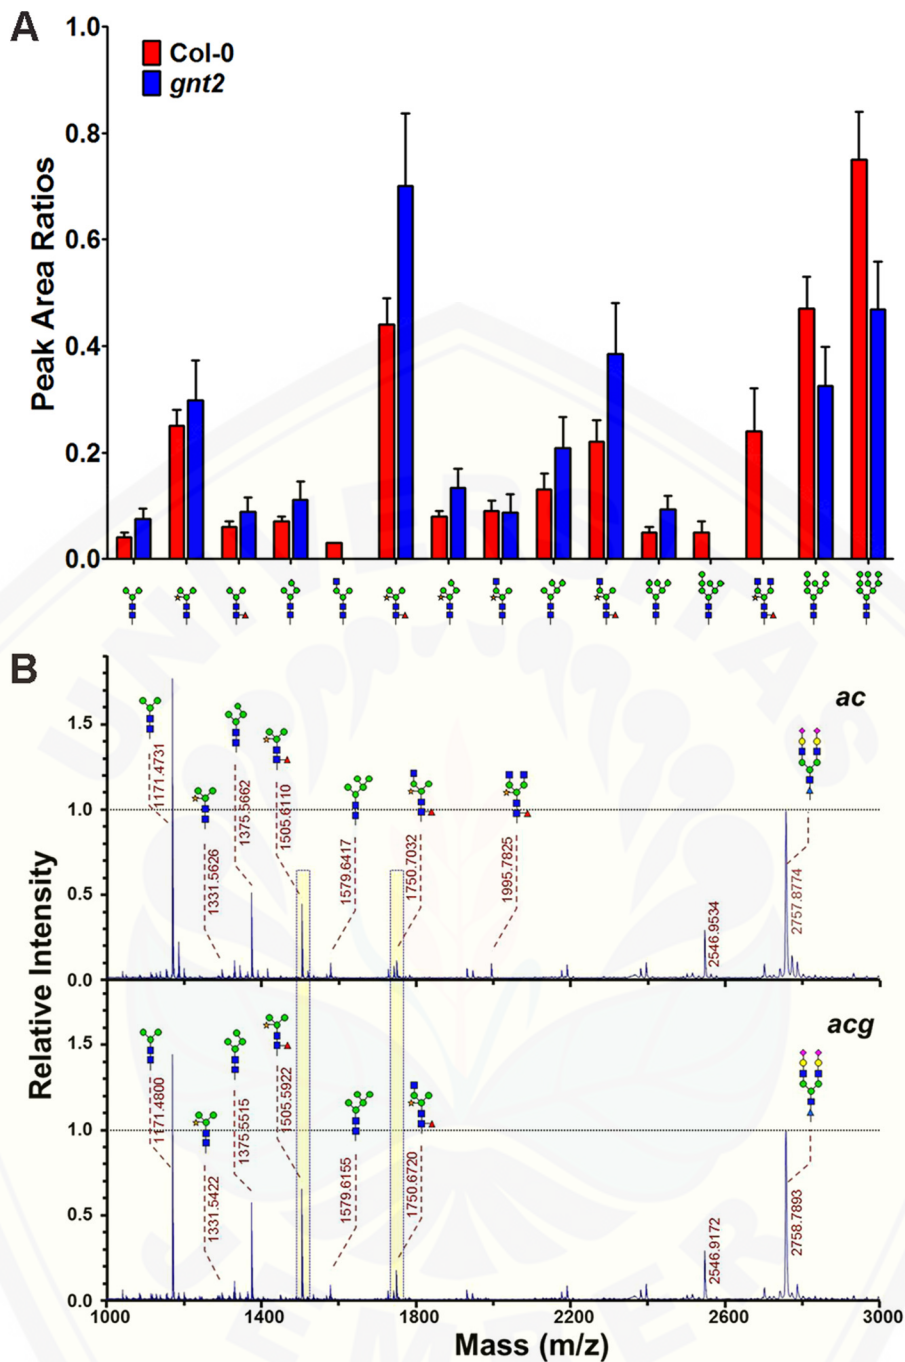 A
1.0
Col-0
gnt2
0.8
0.6
0.4
0.2
0.0
Peak Area Ratios
B
ac
1.5
1.0
0.5
0.0
1171.4731
1331.5626
1375.5662
1505.6110
1579.6417
1750.7032
1995.7825
2546.9534
2757.8774
acg
1.5
1.0
0.5
0.0
1171.4800
1331.5422
1375.5515
1505.5922
1579.6155
1750.6720
2546.9172
2758.7893
Relative Intensity
1000 1400 1800 2200 2600 3000
Mass (m/z)
UNIVERSITAS
JEMBER